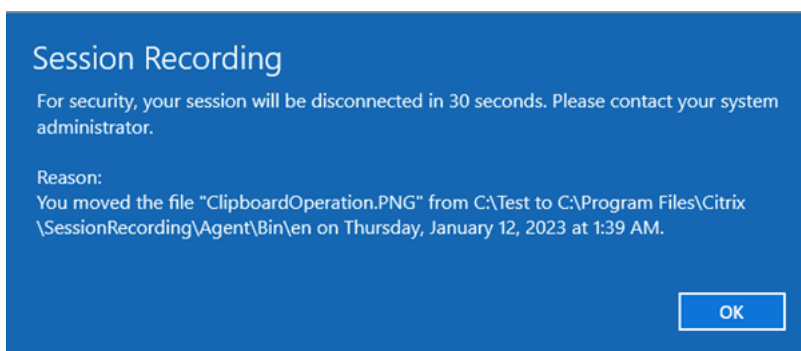 Session Recording
For security, your session will be disconnected in 30 seconds. Please contact your system
administrator.
Reason:
You moved the file "ClipboardOperation.PNG" from C:\Test to C:\Program Files\Citrix
\SessionRecording\Agent\Bin\en on Thursday, January 12, 2023 at 1:39 AM.
OK